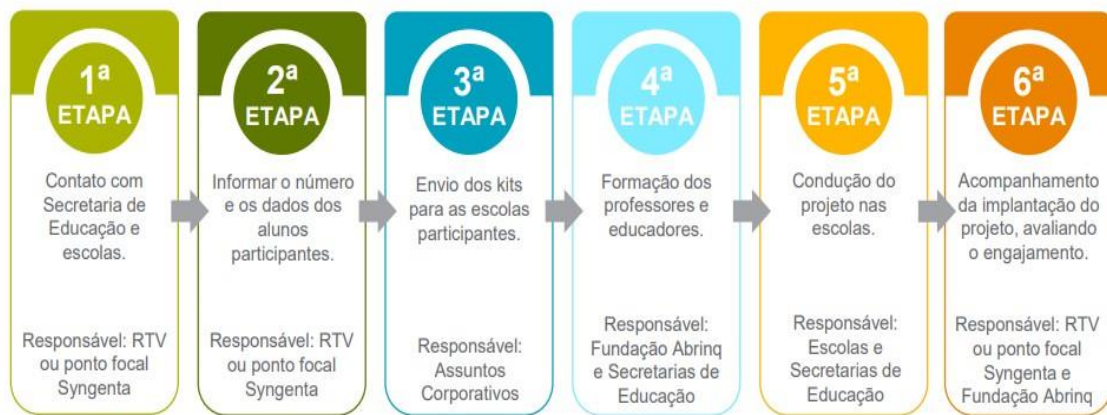 1ª
ETAPA
Contato com
Secretaria de
Educação e
escolas.
Responsável: RTV
ou ponto focal
Syngenta
2ª
ETAPA
Informar o número
e os dados dos
alunos
participantes.
Responsável: RTV
ou ponto focal
Syngenta
3ª
ETAPA
Envio dos kits
para as escolas
participantes.
Responsável:
Assuntos
Corporativos
4ª
ETAPA
Formação dos
professores e
educadores.
Responsável:
Fundação Abrinq
e Secretarias de
Educação
5ª
ETAPA
Condução do
projeto nas
escolas.
Responsável:
Escolas e
Secretarias de
Educação
6ª
ETAPA
Acompanhamento
da implantação do
projeto, avaliando
o engajamento.
Responsável: RTV
ou ponto focal
Syngenta e
Fundação Abrinq